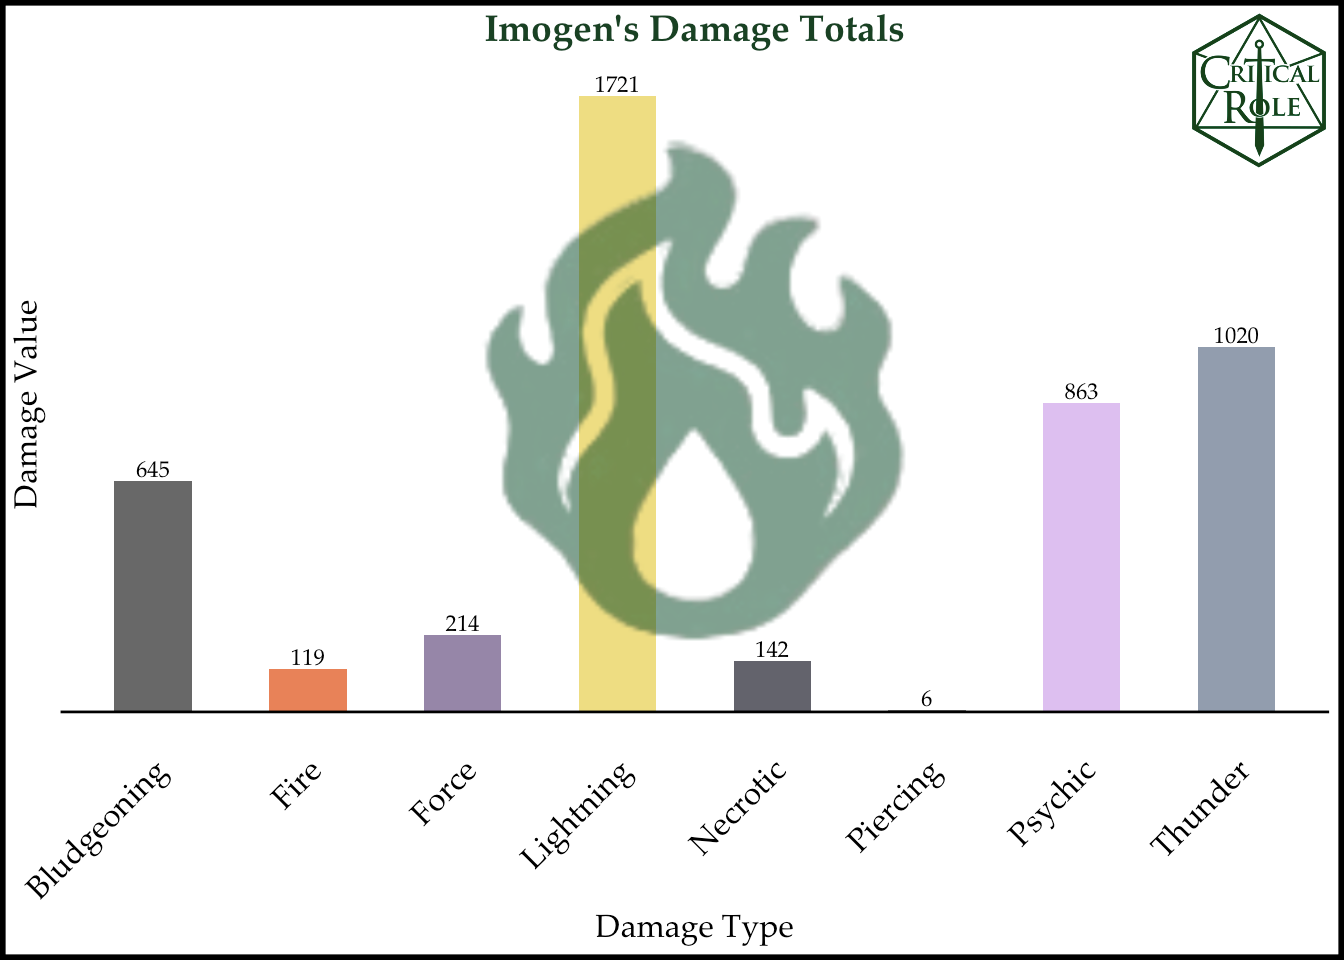 Imogen's Damage Totals
CRITICAL
ROLE
1721
1020
863
645
214
119
142
6
Damage Value
Bludgeoning
Fire
Force
Lightning
Necrotic
Piercing
Psychic
Thunder
Damage Type